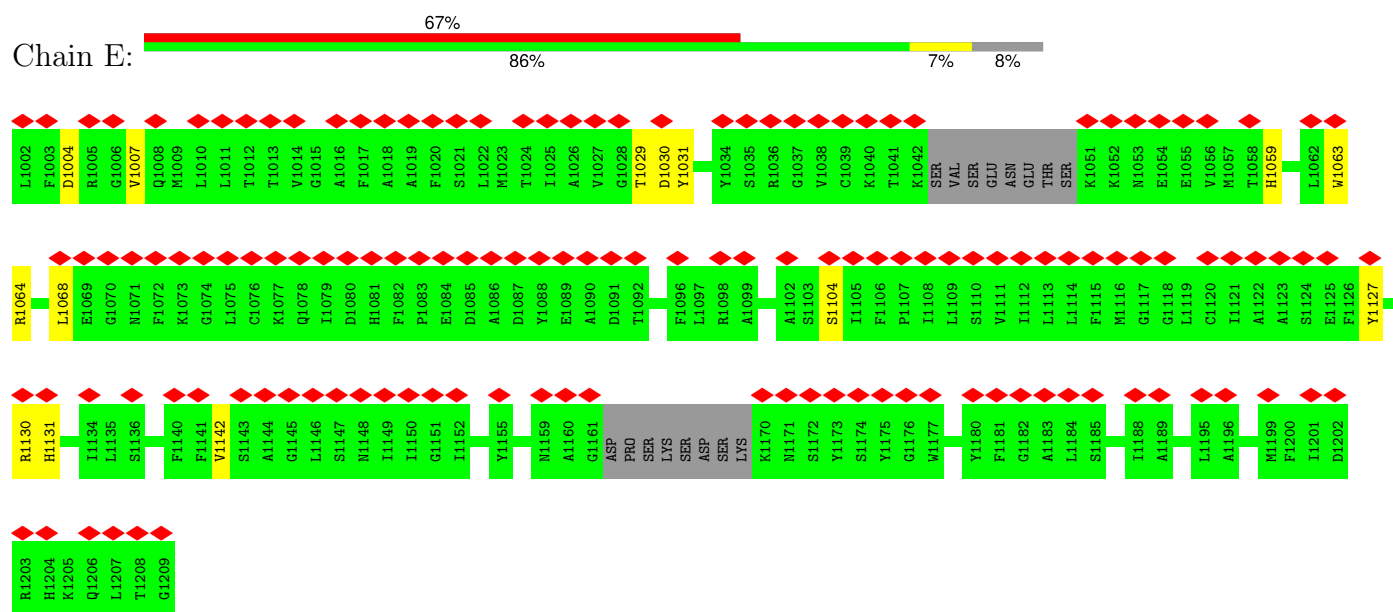 67%
Chain E:
86% 7% 8%
L1002 F1003 D1004 R1005 G1006 V1007 Q1008 M1009 L1010 L1011 T1012 T1013 V1014 G1015 A1016 F1017 A1018 A1019 F1020 S1021 L1022 M1023 T1024 I1025 A1026 V1027 G1028 T1029 D1030 Y1031 Y1034 S1035 R1036 G1037 V1038 C1039 K1040 T1041 K1042 SER VAL SER GLU ASN GLU THR SER K1051 K1052 N1053 E1054 E1055 V1056 M1057 T1058 H1059 L1062 W1063
R1064 L1068 E1069 G1070 N1071 F1072 K1073 G1074 L1075 C1076 K1077 Q1078 I1079 D1080 H1081 F1082 P1083 E1084 D1085 A1086 D1087 Y1088 E1089 A1090 D1091 T1092 F1096 L1097 R1098 A1099 A1102 S1103 S1104 I1105 F1106 P1107 I1108 L1109 S1110 V1111 I1112 L1113 L1114 F1115 M1116 G1117 G1118 L1119 C1120 I1121 A1122 A1123 S1124 E1125 F1126 Y1127
R1130 H1131 I1134 L1135 S1136 F1140 F1141 V1142 S1143 A1144 G1145 L1146 S1147 N1148 I1149 I1150 G1151 I1152 Y1155 N1159 A1160 G1161 ASP PRO SER LYS SER ASP SER LYS K1170 N1171 S1172 Y1173 S1174 Y1175 G1176 W1177 Y1180 F1181 G1182 A1183 L1184 S1185 I1188 A1189 L1195 A1196 M1199 F1200 I1201 D1202
R1203 H1204 K1205 Q1206 L1207 T1208 G1209